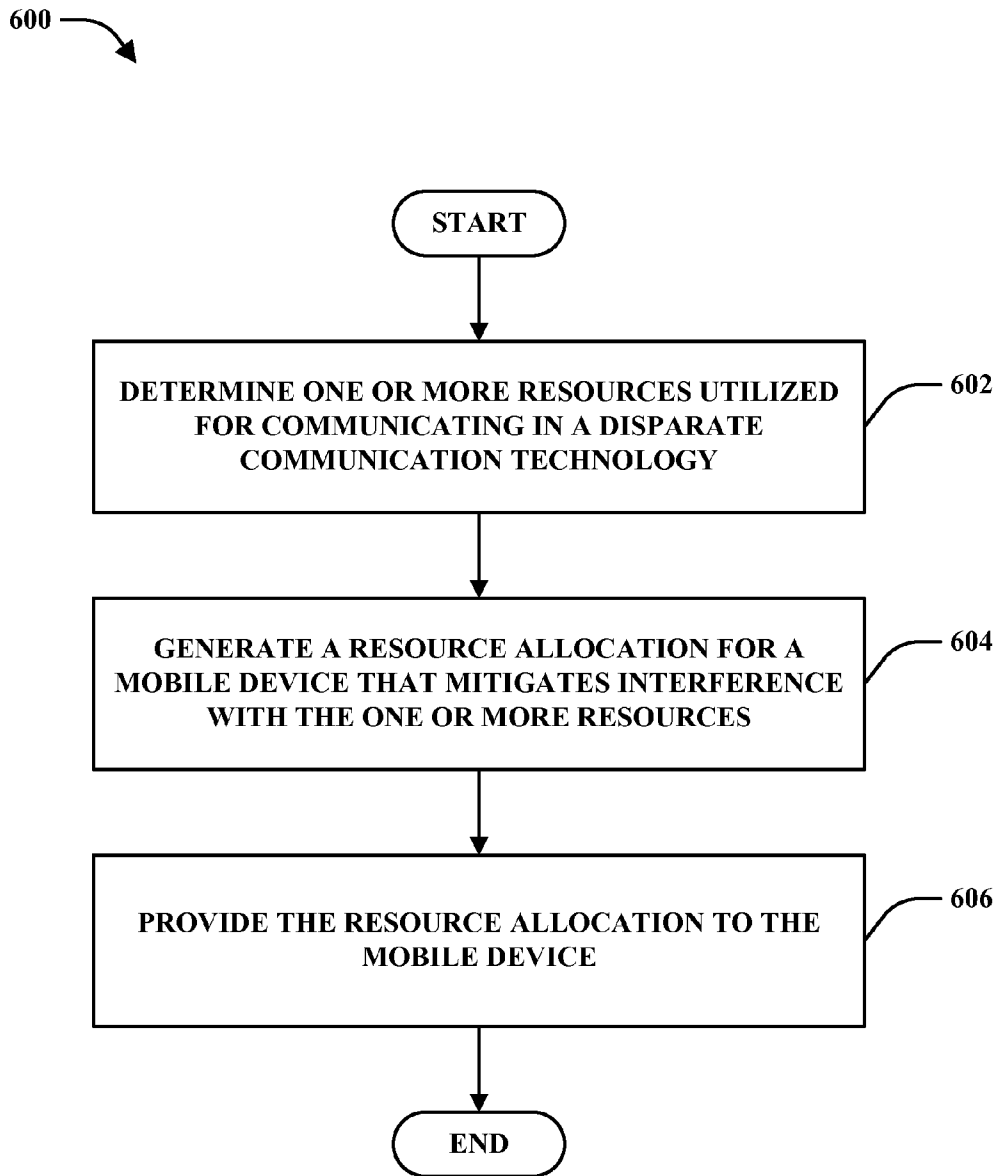 600
START
DETERMINE ONE OR MORE RESOURCES UTILIZED
FOR COMMUNICATING IN A DISPARATE
COMMUNICATION TECHNOLOGY
602
GENERATE A RESOURCE ALLOCATION FOR A
MOBILE DEVICE THAT MITIGATES INTERFERENCE
WITH THE ONE OR MORE RESOURCES
604
PROVIDE THE RESOURCE ALLOCATION TO THE
MOBILE DEVICE
606
END